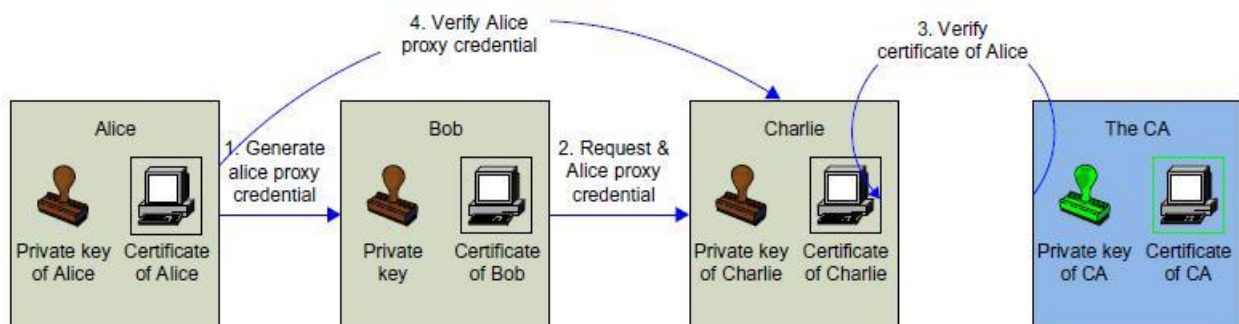 4. Verify Alice
proxy credential
3. Verify
certificate of Alice
Alice
1. Generate
alice proxy
credential
Private key
of Alice
Certificate
of Alice
Bob
2. Request &
Alice proxy
credential
Private
key
Certificate
of Bob
Charlie
Private key
of Charlie
Certificate
of Charlie
The CA
Private key
of CA
Certificate
of CA